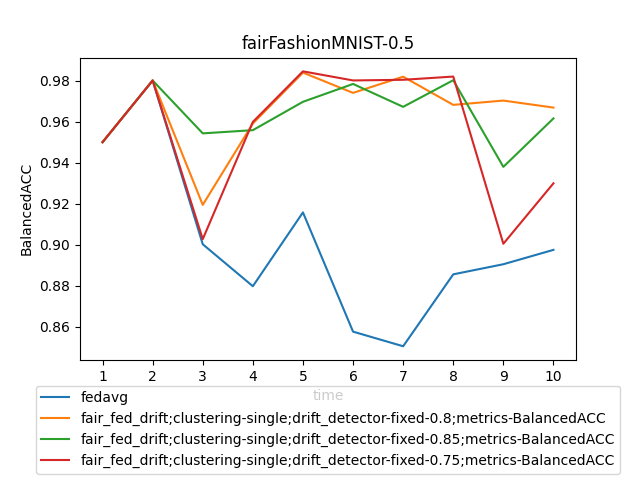 fairFashionMNIST-0.5
BalancedACC
0.98
0.96
0.94
0.92
0.90
0.88
0.86
1 2 3 4 5 6 7 8 9 10
time
fedavg
fair_fed_drift;clustering-single;drift_detector-fixed-0.8;metrics-BalancedACC
fair_fed_drift;clustering-single;drift_detector-fixed-0.85;metrics-BalancedACC
fair_fed_drift;clustering-single;drift_detector-fixed-0.75;metrics-BalancedACC